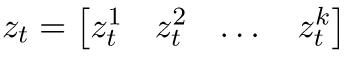 z_t = [z_t^1 z_t^2 … z_t^k]